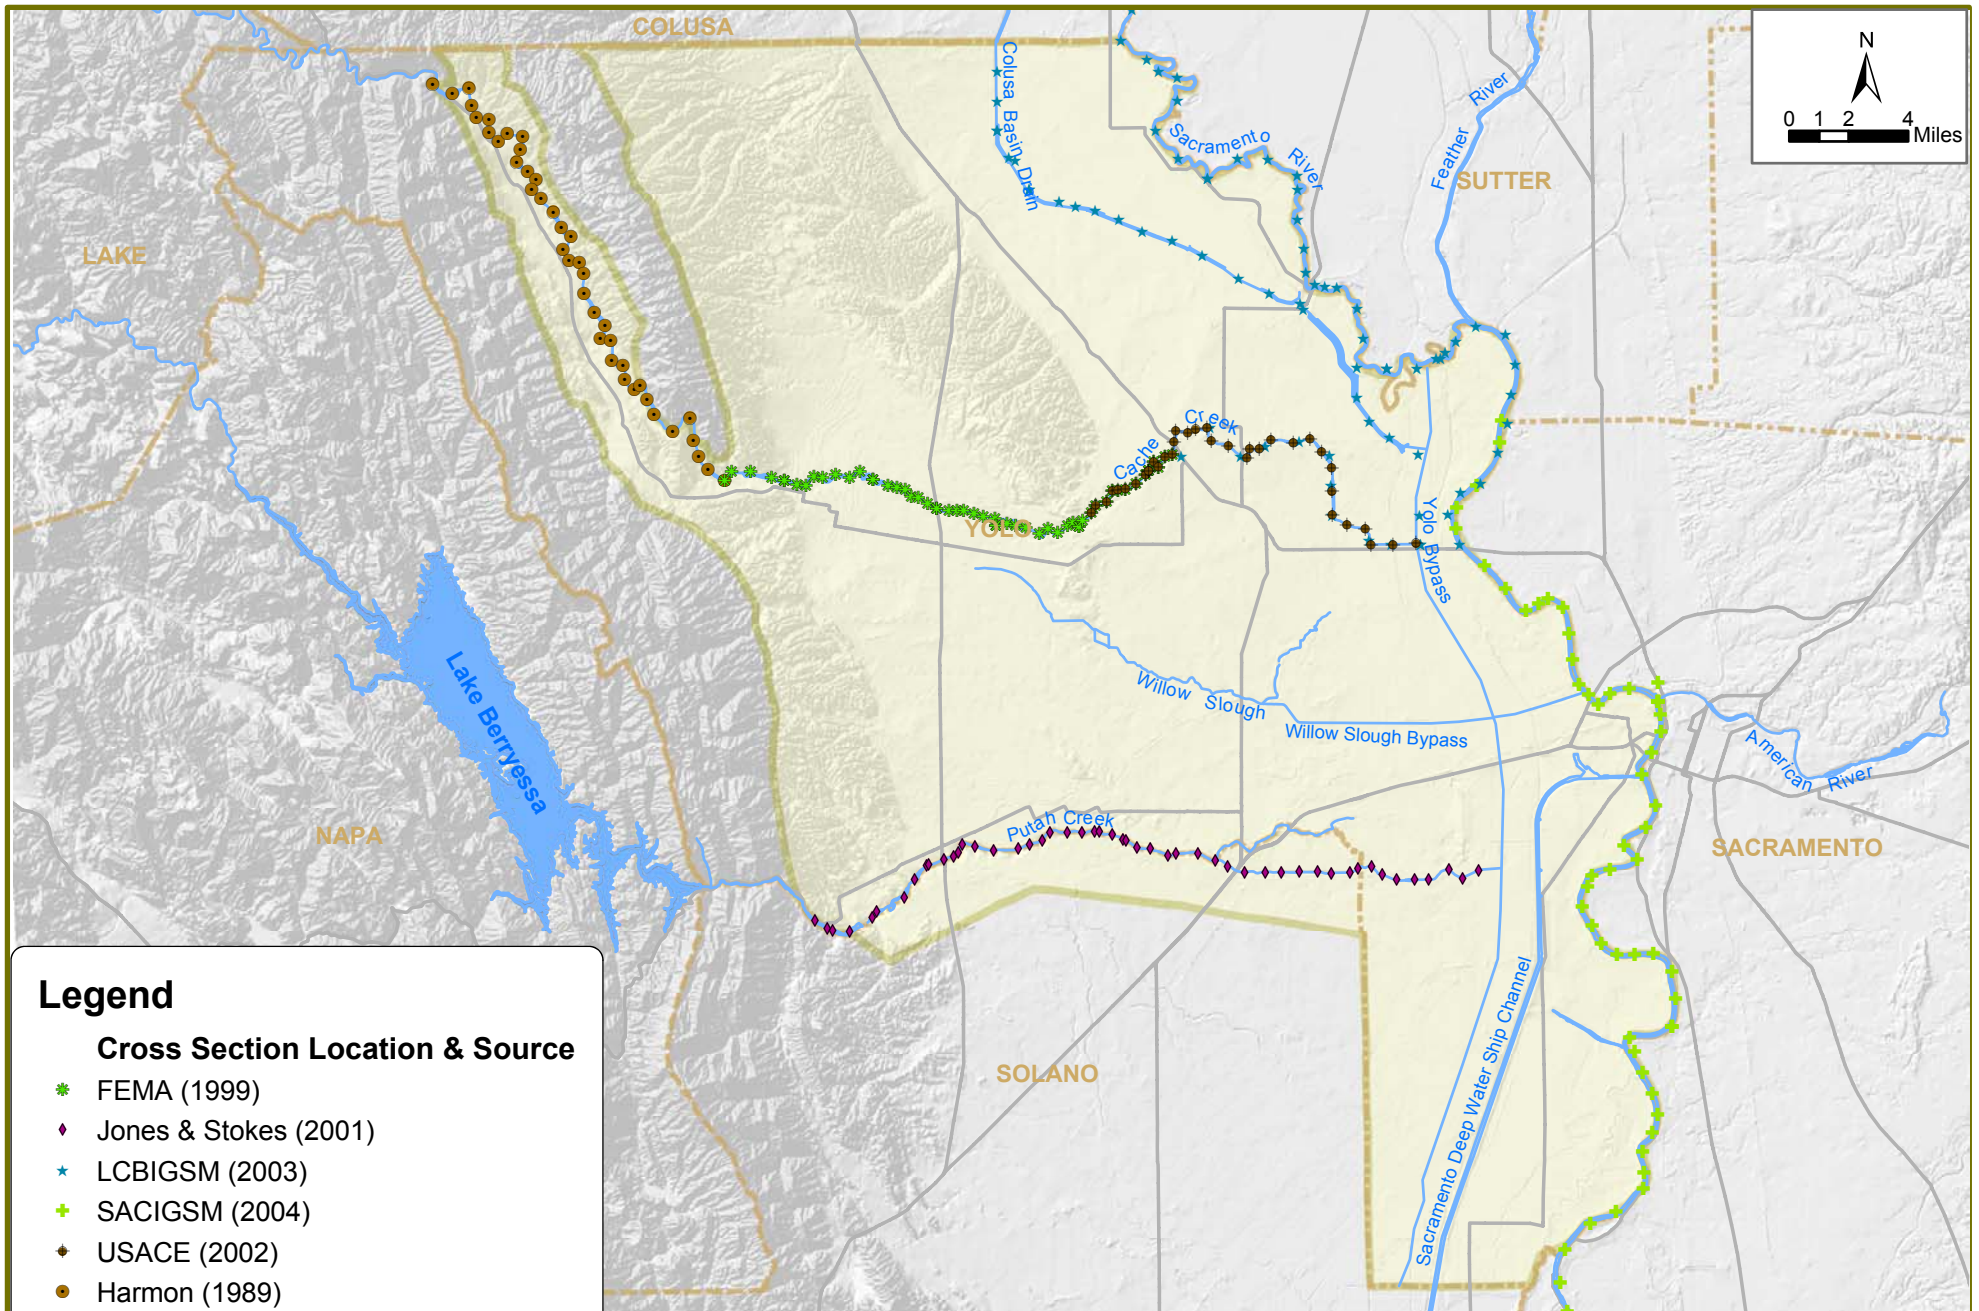 COLUSA
N
0 1 2 4
Miles
Colusa Basin Drain
Sacramento River
Feather River
SUTTER
LAKE
Cache Creek
YOLO
Yolo Bypass
Lake Berryessa
Willow Slough
Willow Slough Bypass
American River
NAPA
Putah Creek
SACRAMENTO
Sacramento Deep Water Ship Channel
SOLANO
Legend
Cross Section Location & Source
FEMA (1999)
Jones & Stokes (2001)
LCBIGSM (2003)
SACIGSM (2004)
USACE (2002)
Harmon (1989)